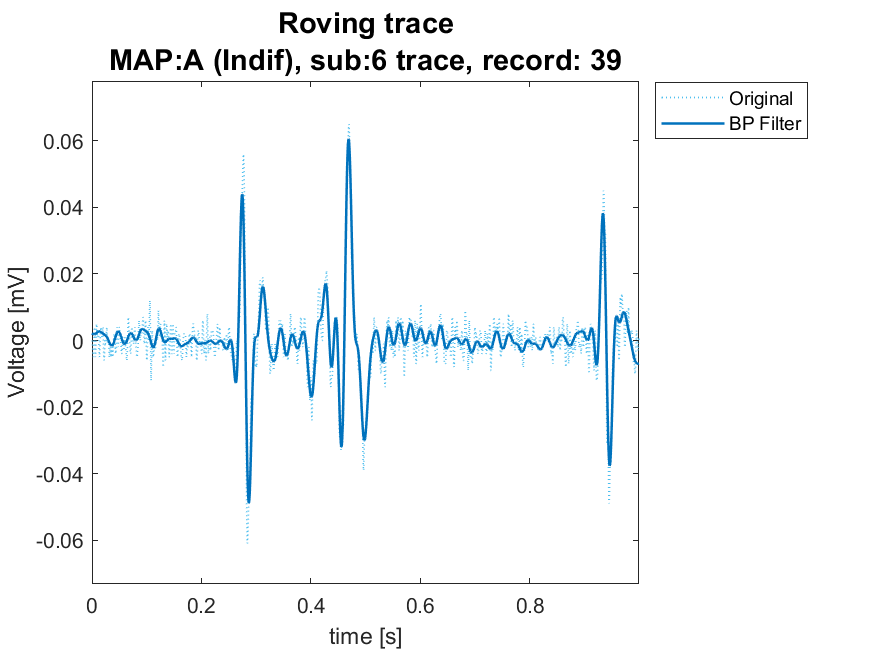 Roving trace
MAP:A (Indif), sub:6 trace, record: 39
Original
BP Filter
0.06
0.04
0.02
0
-0.02
-0.04
-0.06
Voltage [mV]
0 0.2 0.4 0.6 0.8
time [s]